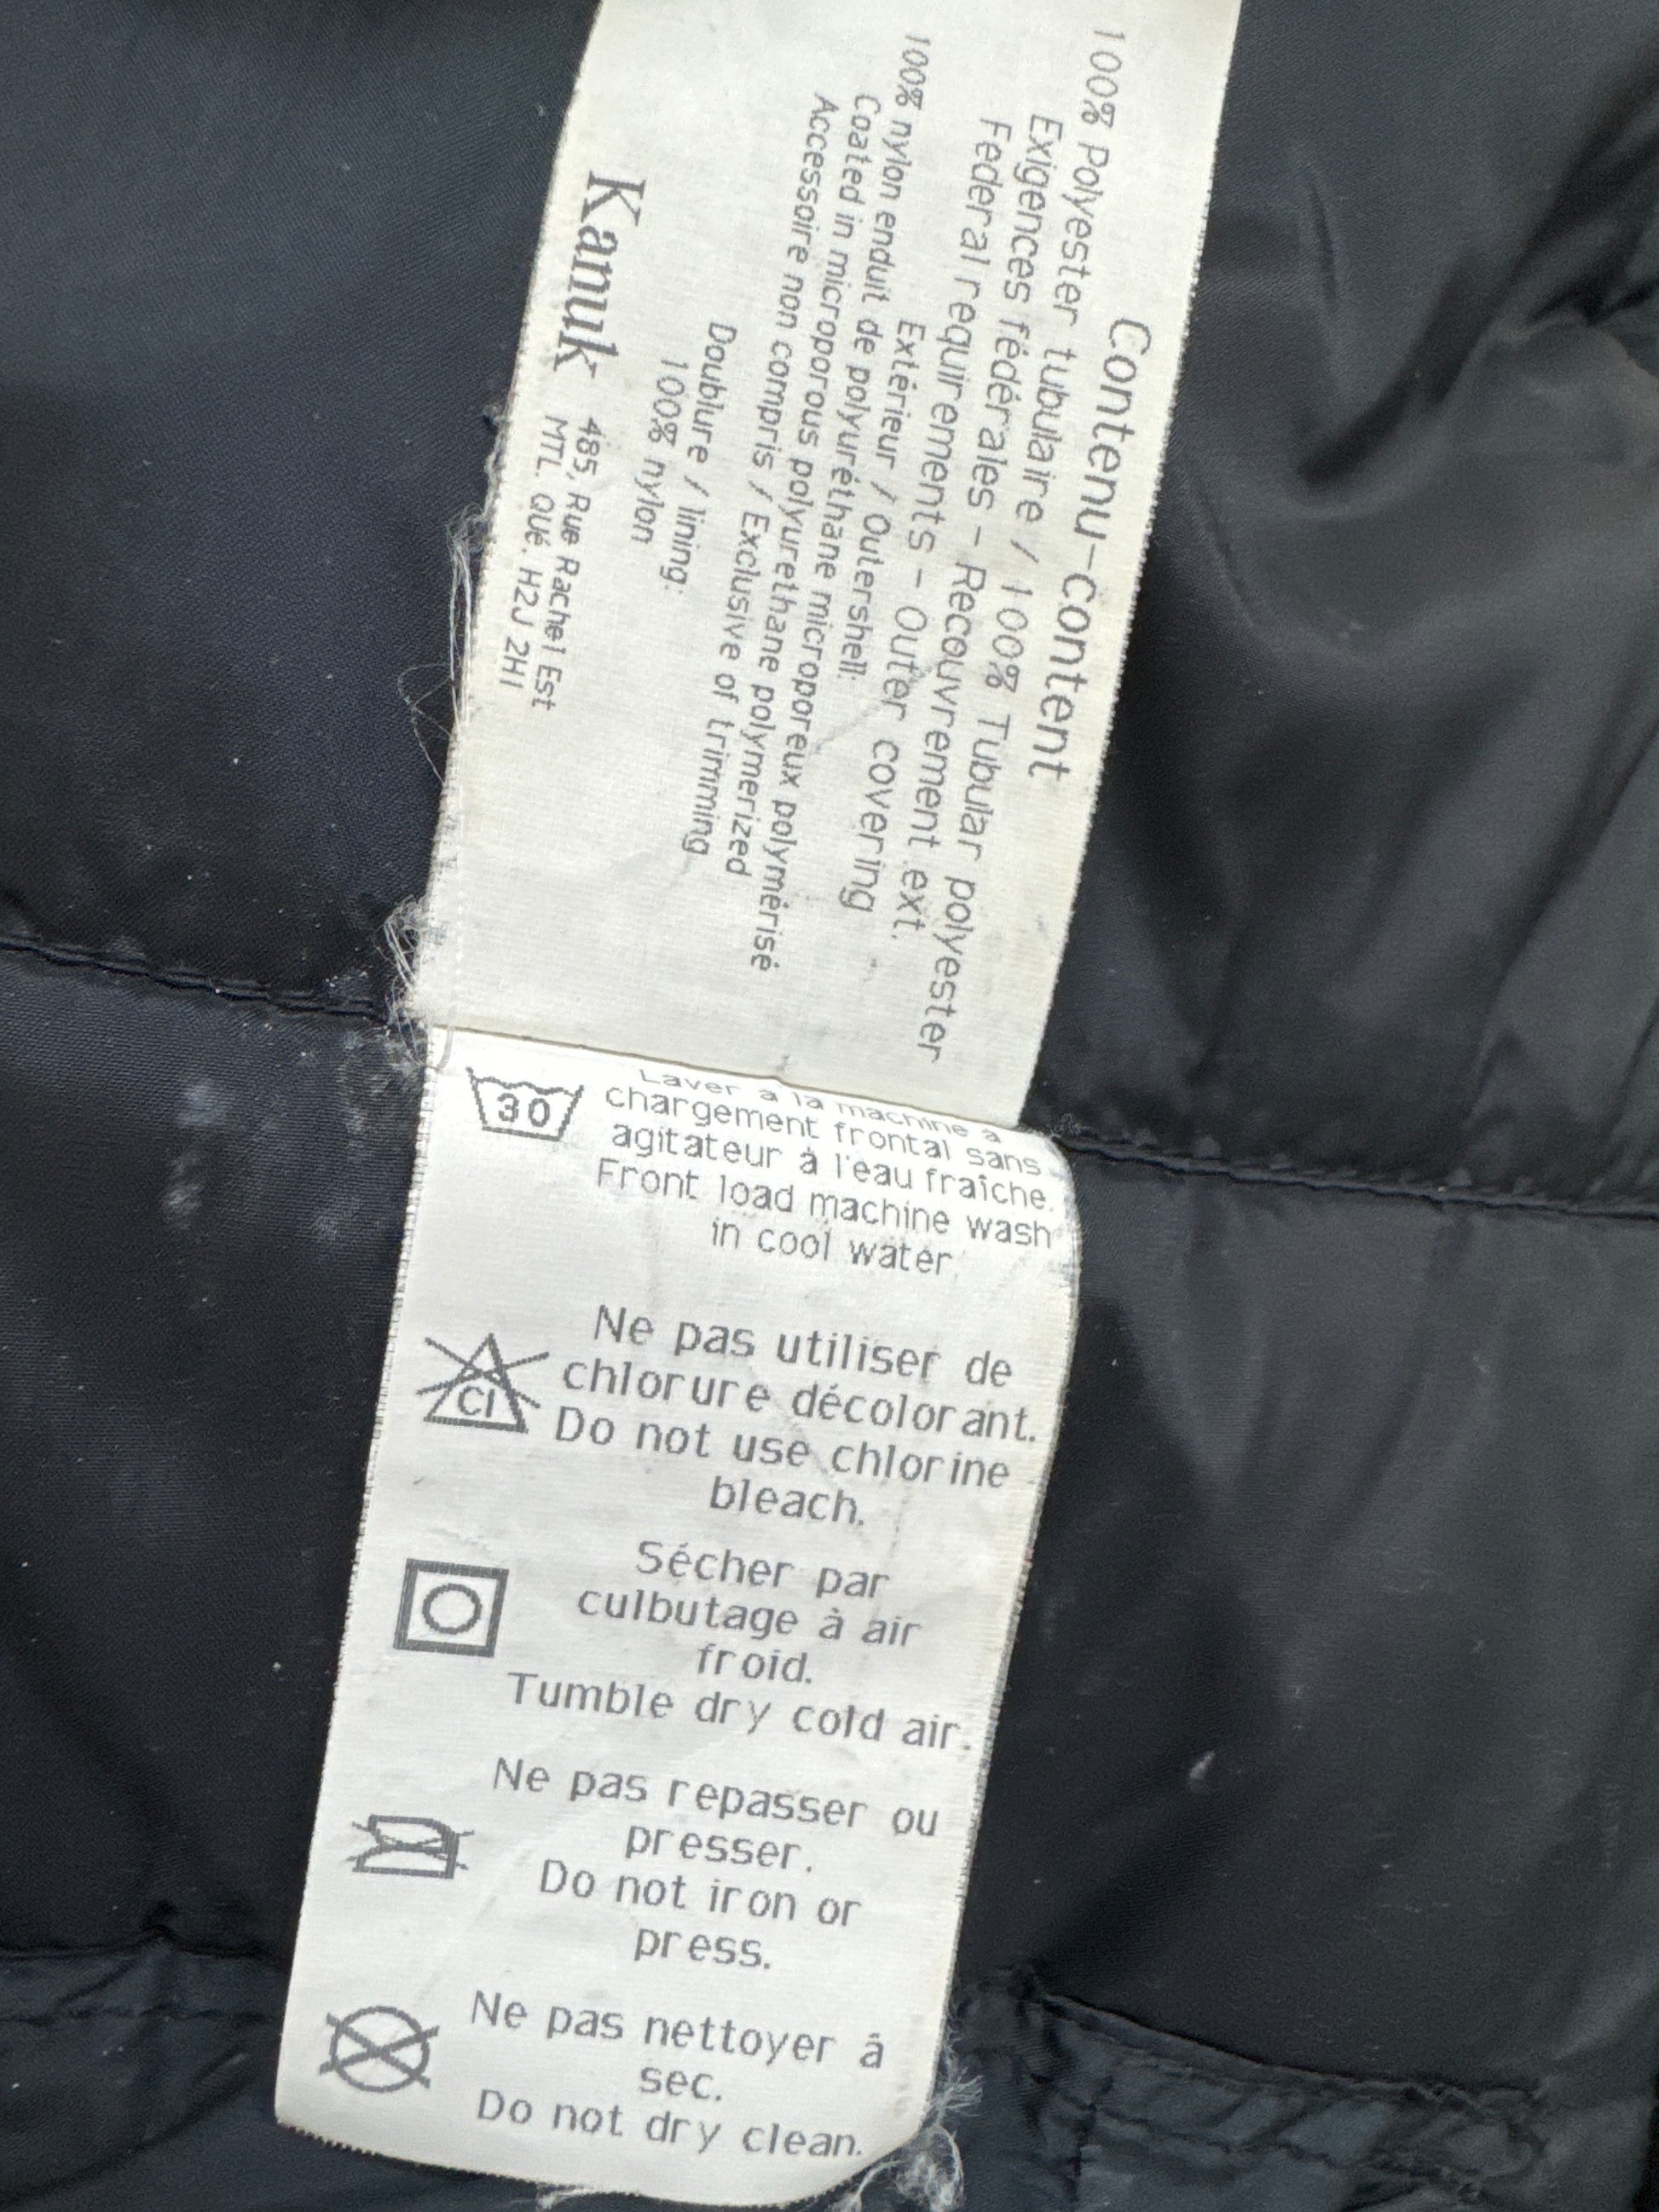 Contenu-content
100% Polyester tubulaire / 100% Tubular polyester
Exigences fédérales - Recouvrement ext.
Federal requirements - Outer covering
Extérieur / Outershell:
100% nylon enduit de polyuréthane microporeux polymérisé
Coated in microporous polyurethane polymerized
Accessoire non compris / Exclusive of trimming
Doublure / lining:
100% nylon
Kanuk
485, Rue Rachel Est
MTL. QUÉ. H2J 2H1
30
Laver à la machine à
chargement frontal sans
agitateur à l'eau fraîche.
Front load machine wash
in cool water
Cl
Ne pas utiliser de
chlorure décolorant.
Do not use chlorine
bleach.
Sécher par
culbutage à air
froid.
Tumble dry cold air.
Ne pas repasser ou
presser.
Do not iron or
press.
Ne pas nettoyer à
sec.
Do not dry clean.